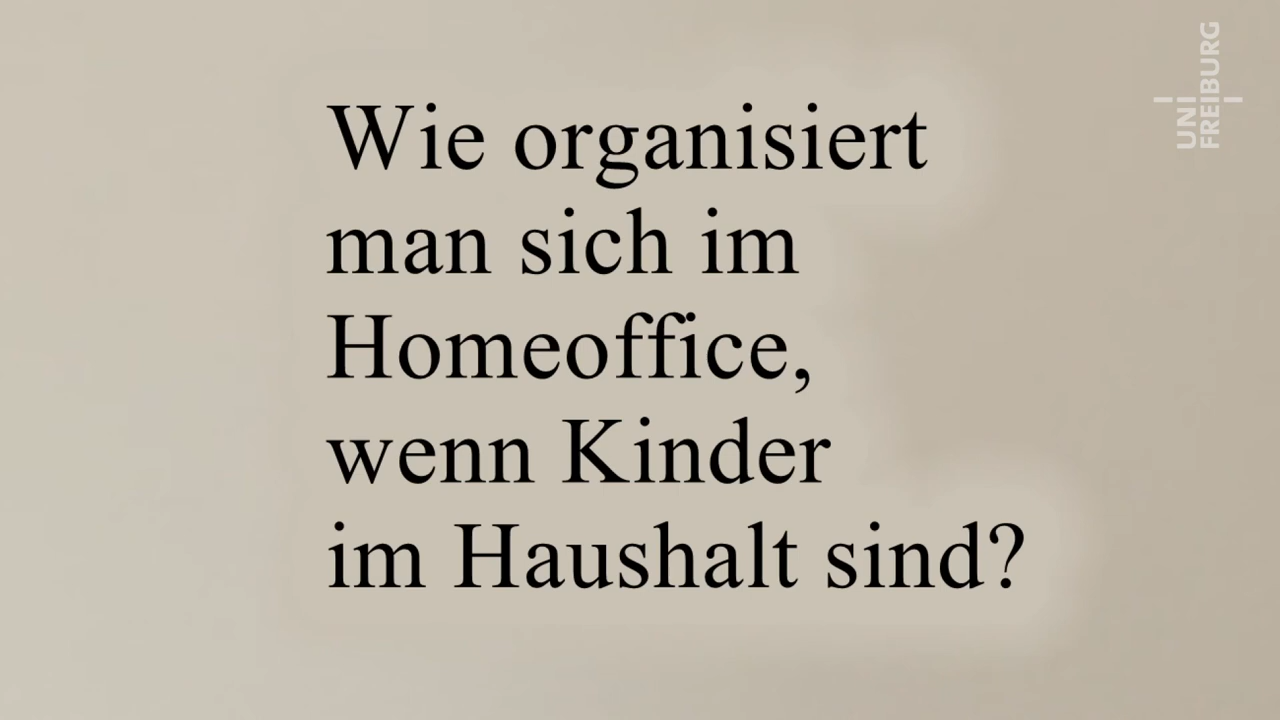 Wie organisiert
man sich im
Homeoffice,
wenn Kinder
im Haushalt sind?
UNI
FREIBURG